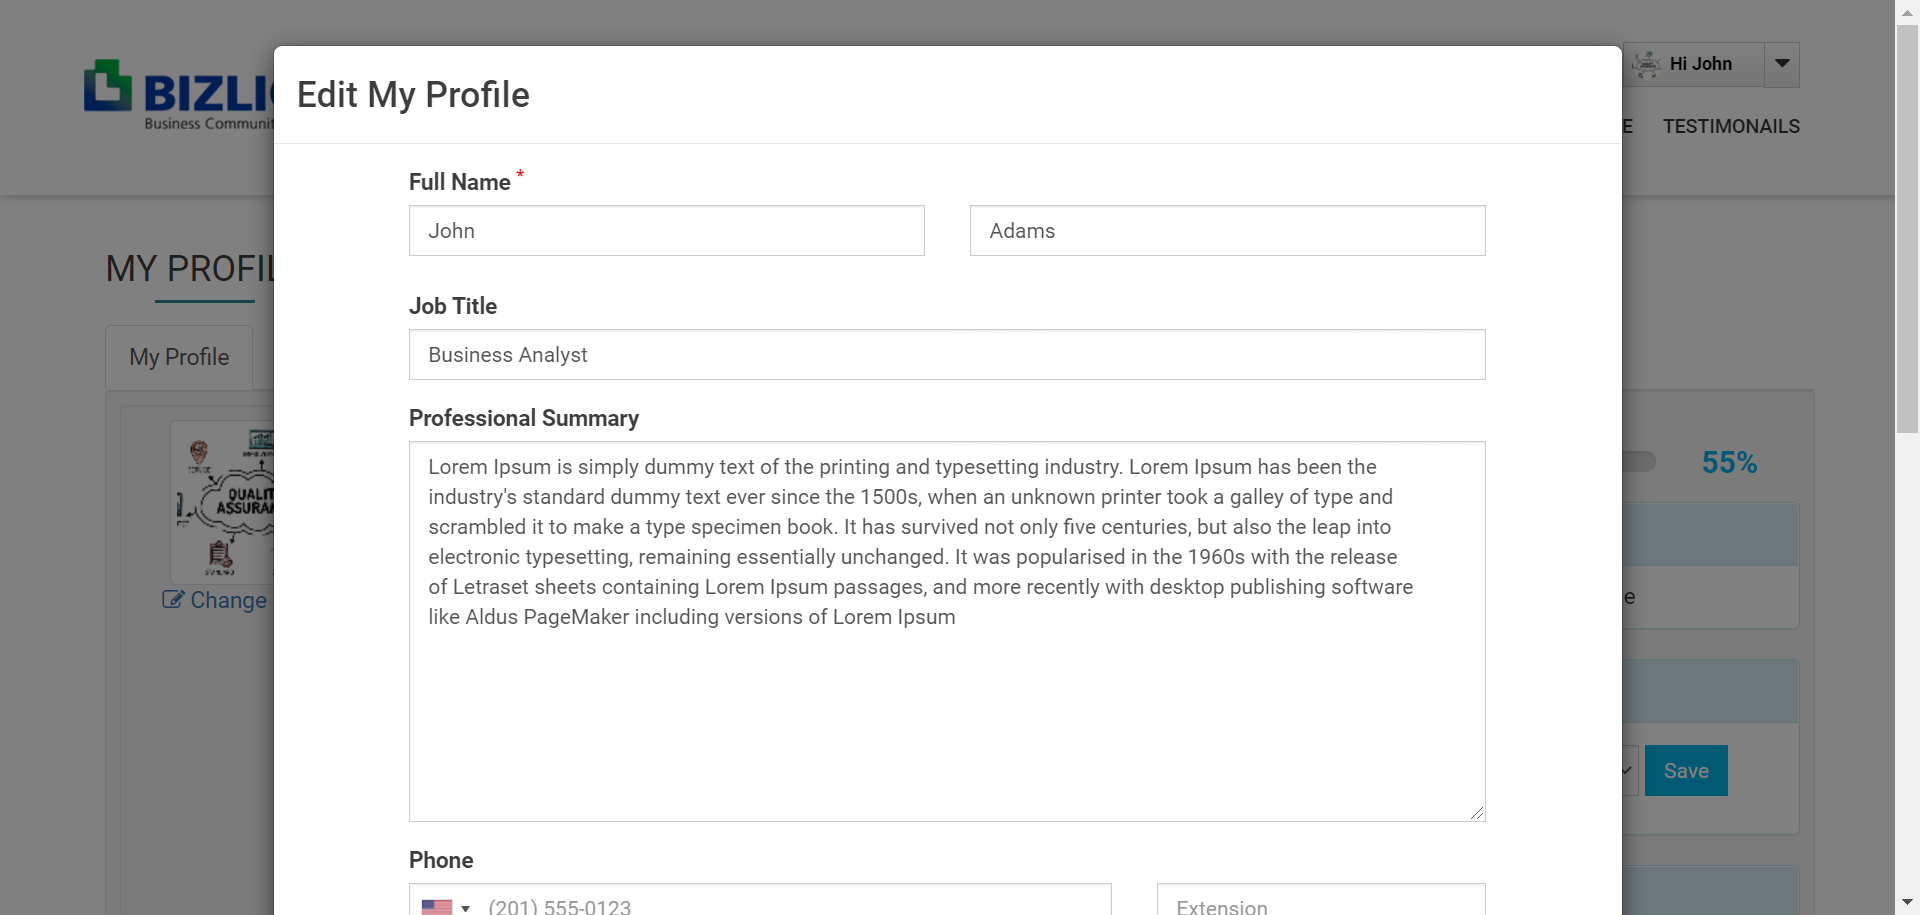 BIZLI
Business Communit
Hi John
E TESTIMONAILS
MY PROFIL
My Profile
QUALIT
ASSURAN
Change
Edit My Profile
Full Name *
John Adams
Job Title
Business Analyst
Professional Summary
Lorem Ipsum is simply dummy text of the printing and typesetting industry. Lorem Ipsum has been the
industry's standard dummy text ever since the 1500s, when an unknown printer took a galley of type and
scrambled it to make a type specimen book. It has survived not only five centuries, but also the leap into
electronic typesetting, remaining essentially unchanged. It was popularised in the 1960s with the release
of Letraset sheets containing Lorem Ipsum passages, and more recently with desktop publishing software
like Aldus PageMaker including versions of Lorem Ipsum
Phone
(201) 555-0123 Extension
55%
e
Save